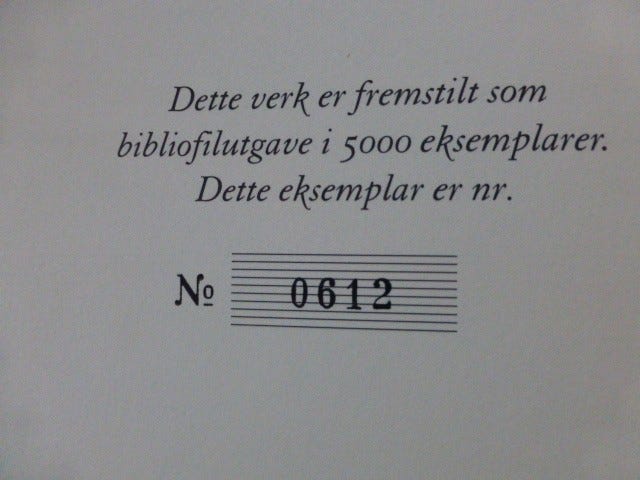 Dette verk er fremstilt som
bibliofilutgave i 5000 eksemplarer.
Dette eksemplar er nr.
№ 0612